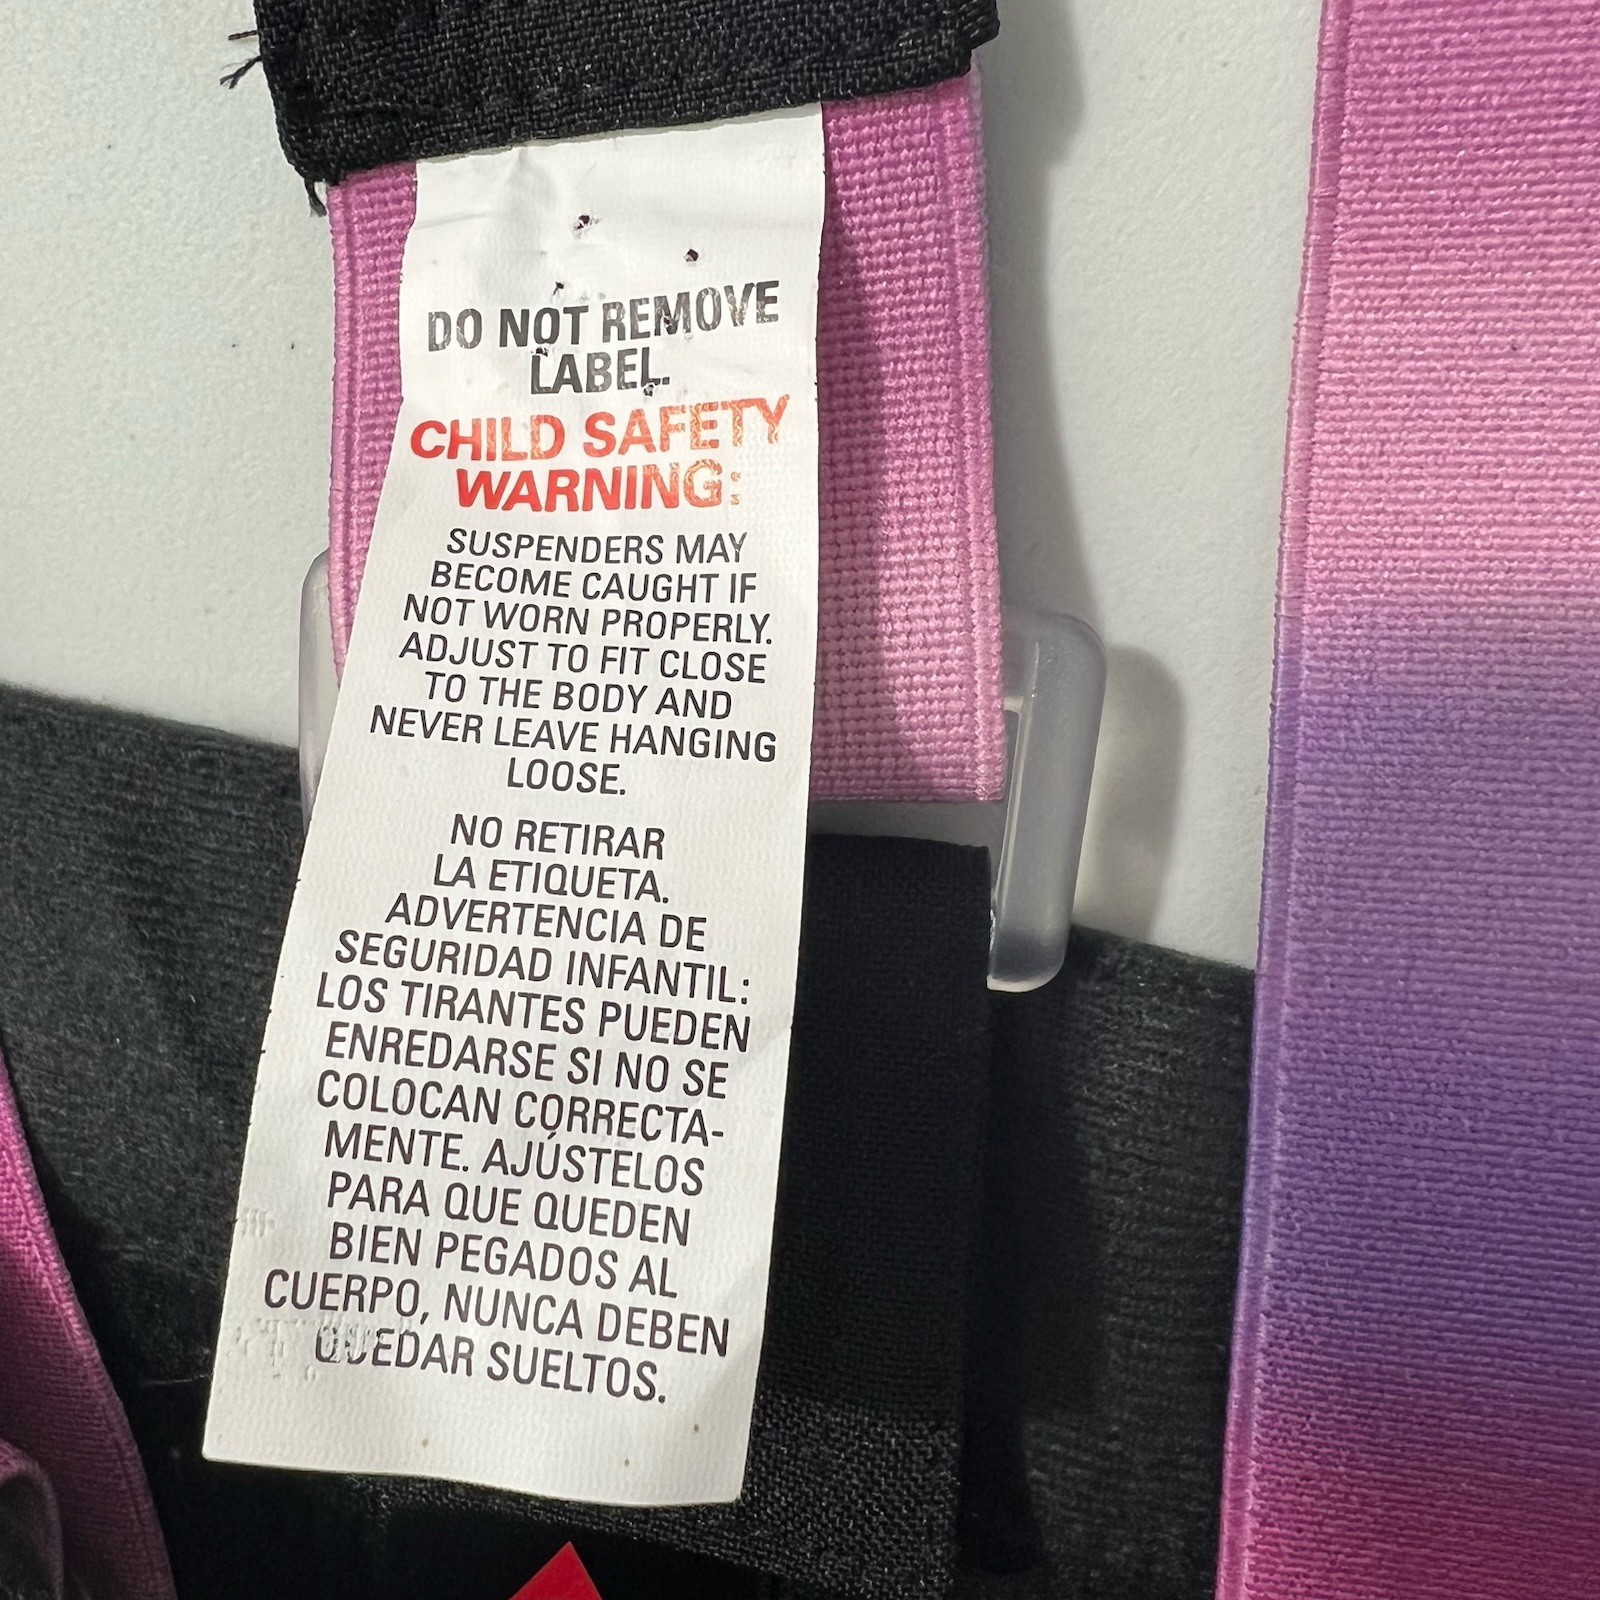 DO NOT REMOVE
LABEL.
CHILD SAFETY
WARNING:
SUSPENDERS MAY
BECOME CAUGHT IF
NOT WORN PROPERLY.
ADJUST TO FIT CLOSE
TO THE BODY AND
NEVER LEAVE HANGING
LOOSE.
NO RETIRAR
LA ETIQUETA.
ADVERTENCIA DE
SEGURIDAD INFANTIL:
LOS TIRANTES PUEDEN
ENREDARSE SI NO SE
COLOCAN CORRECTA-
MENTE. AJÚSTELOS
PARA QUE QUEDEN
BIEN PEGADOS AL
CUERPO, NUNCA DEBEN
QUEDAR SUELTOS.